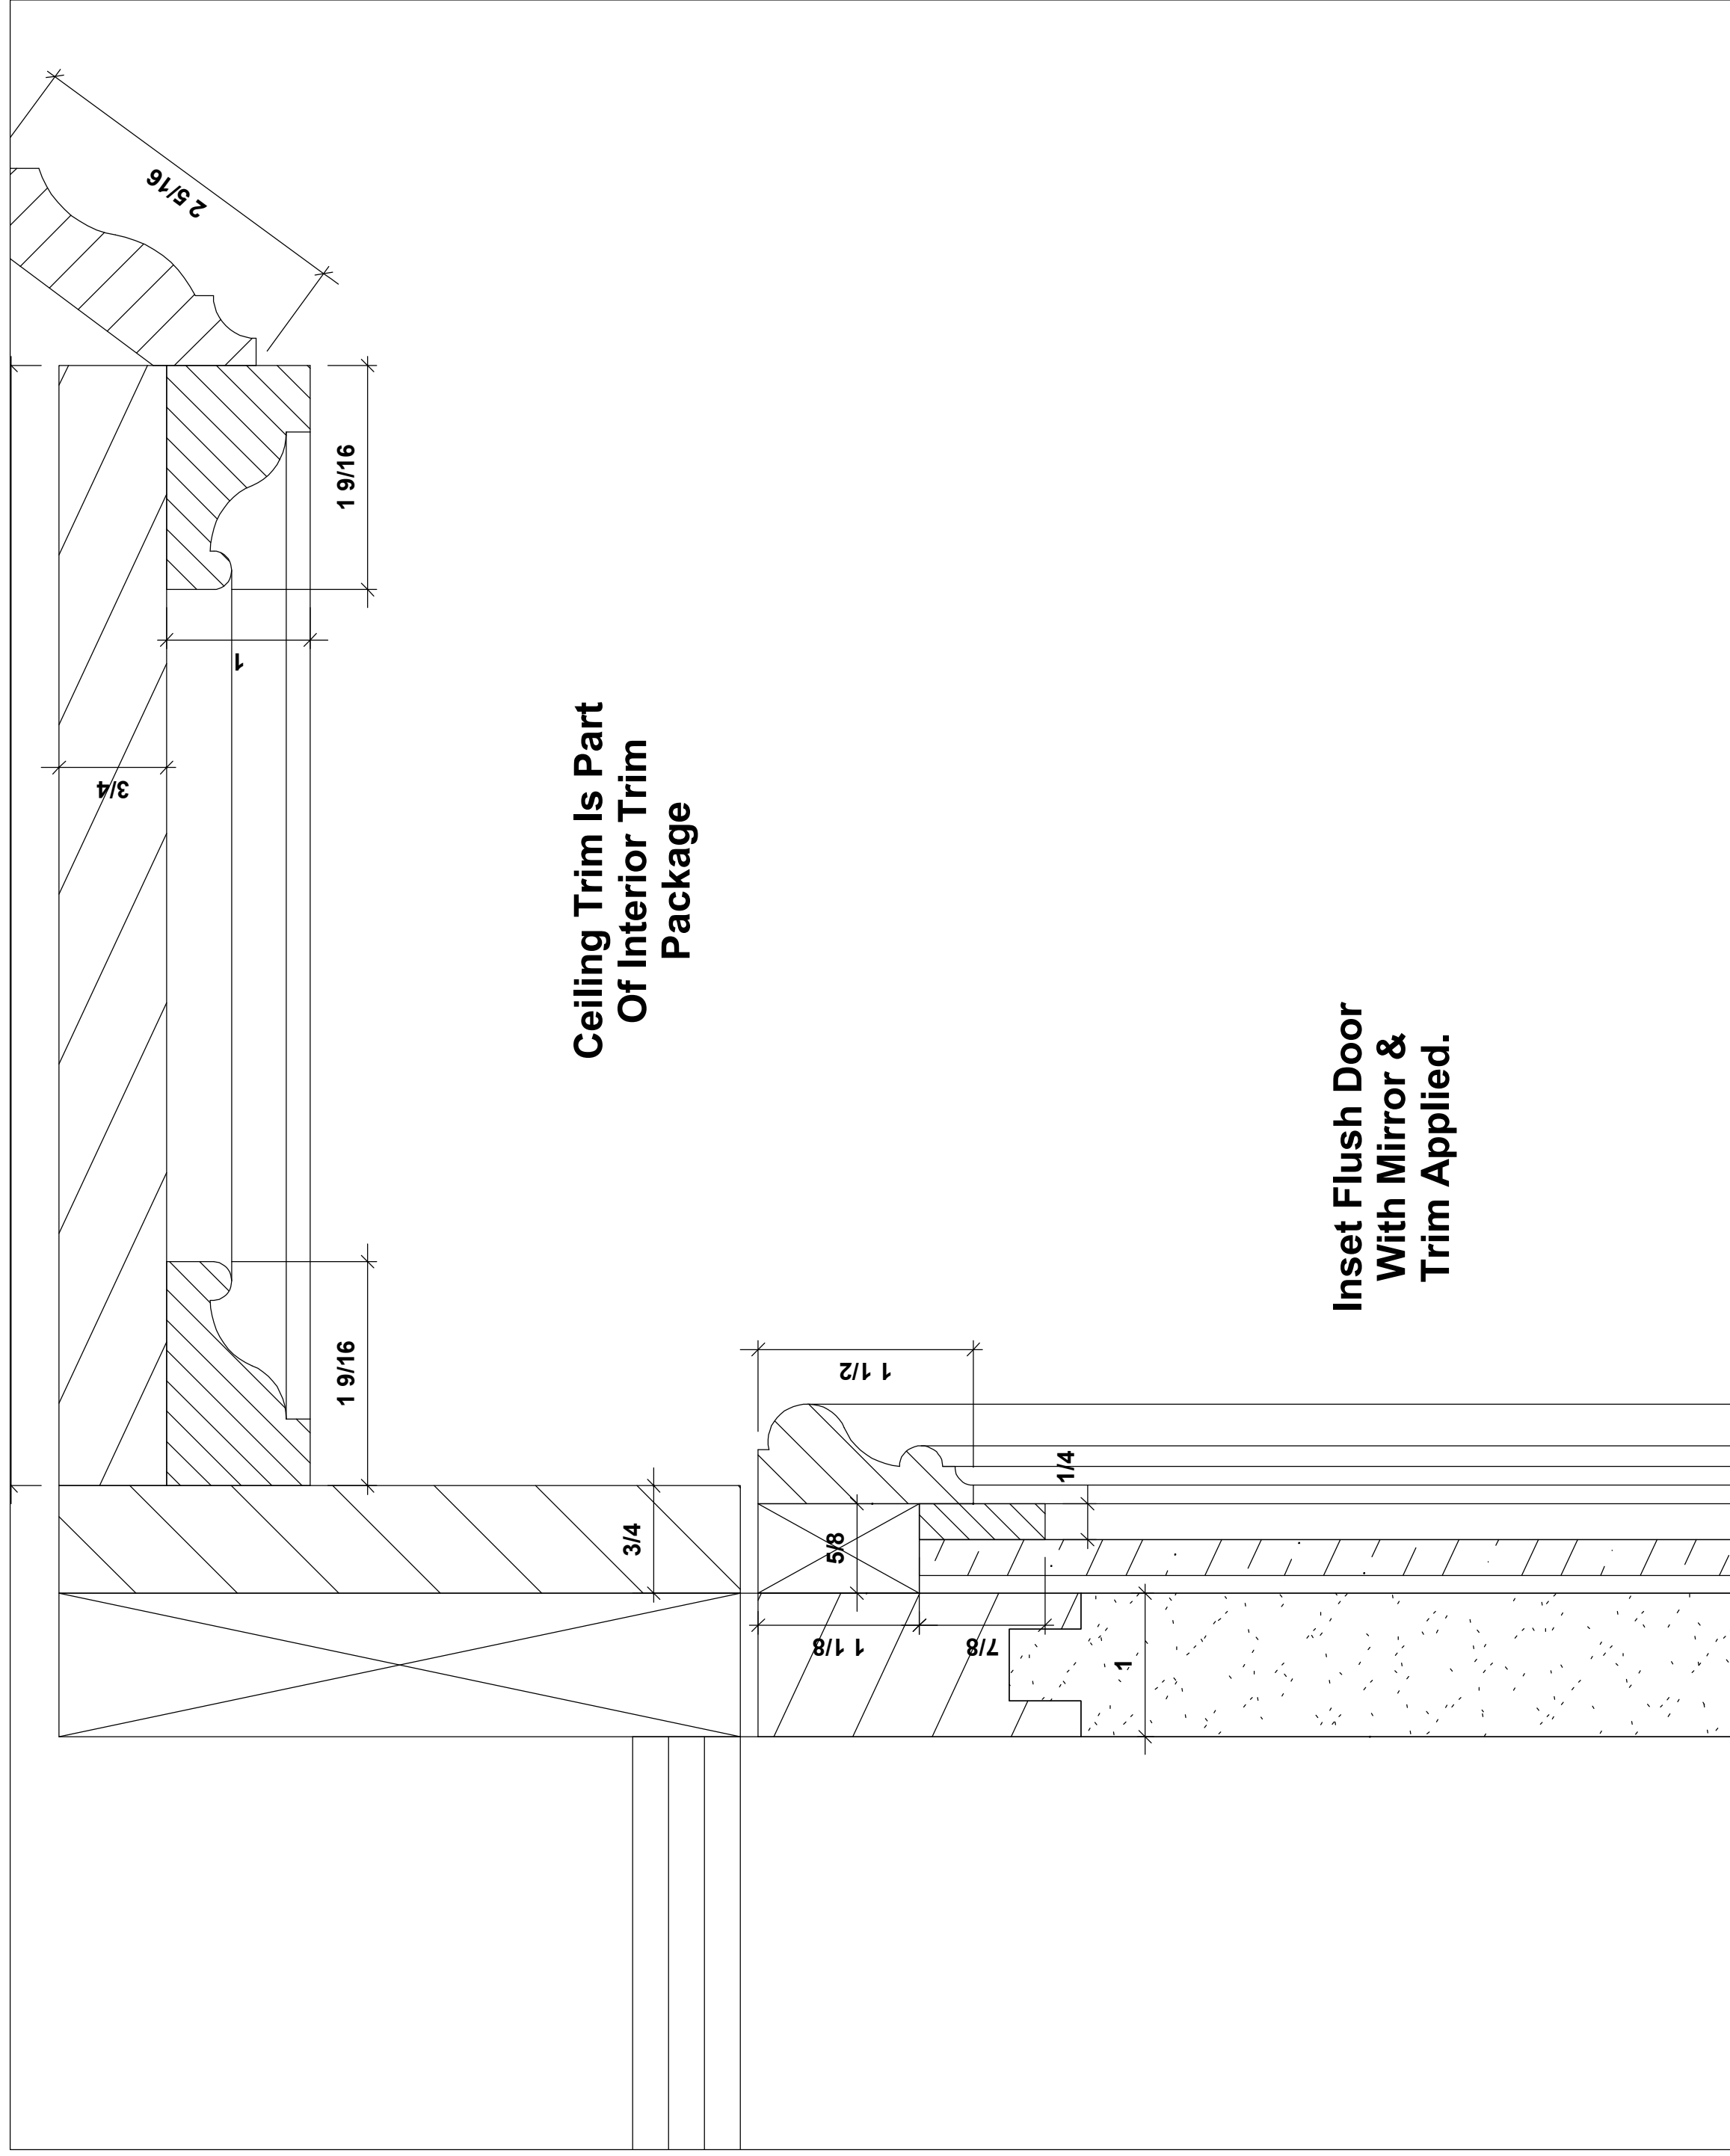 2 5/16
1 9/16
1
3/4
Ceiling Trim Is Part
Of Interior Trim
Package
1 9/16
1 1/2
Inset Flush Door
With Mirror &
Trim Applied.
1/4
3/4
5/8
1 1/8
7/8
1